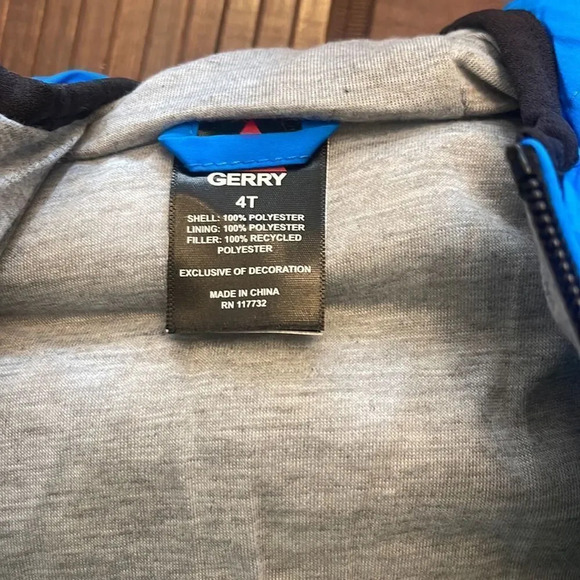 GERRY
4T
SHELL: 100% POLYESTER
LINING: 100% POLYESTER
FILLER: 100% RECYCLED
POLYESTER
EXCLUSIVE OF DECORATION
MADE IN CHINA
RN 117732